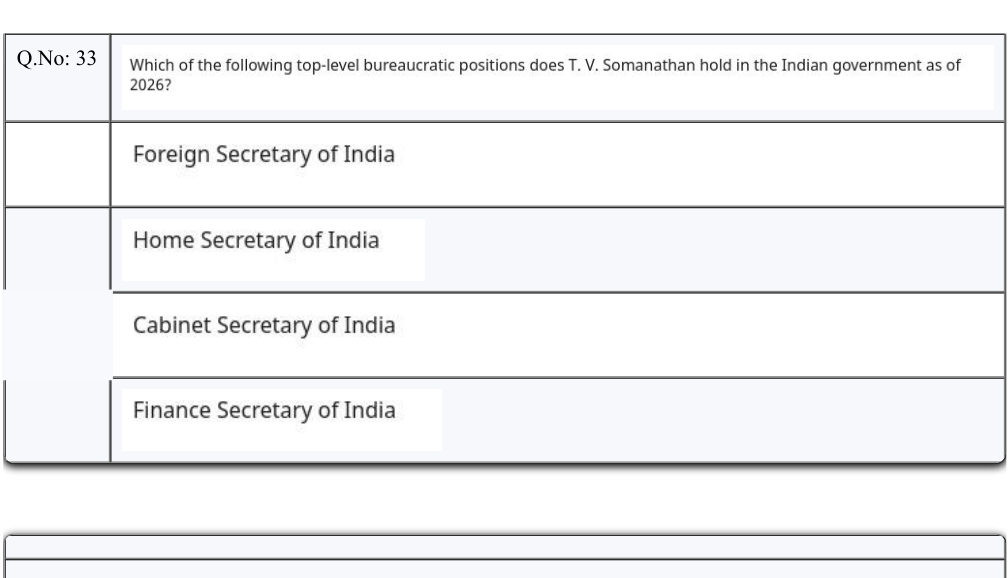 Q.No: 33
Which of the following top-level bureaucratic positions does T. V. Somanathan hold in the Indian government as of
2026?
Foreign Secretary of India
Home Secretary of India
Cabinet Secretary of India
Finance Secretary of India